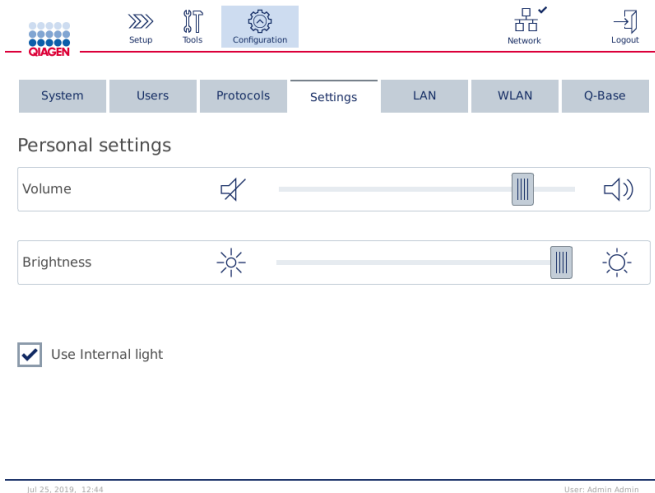 QIAGEN
Setup
Tools
Configuration
Network
Logout
System
Users
Protocols
Settings
LAN
WLAN
Q-Base
Personal settings
Volume
Brightness
Use Internal light
Jul 25, 2019, 12:44
User: Admin Admin